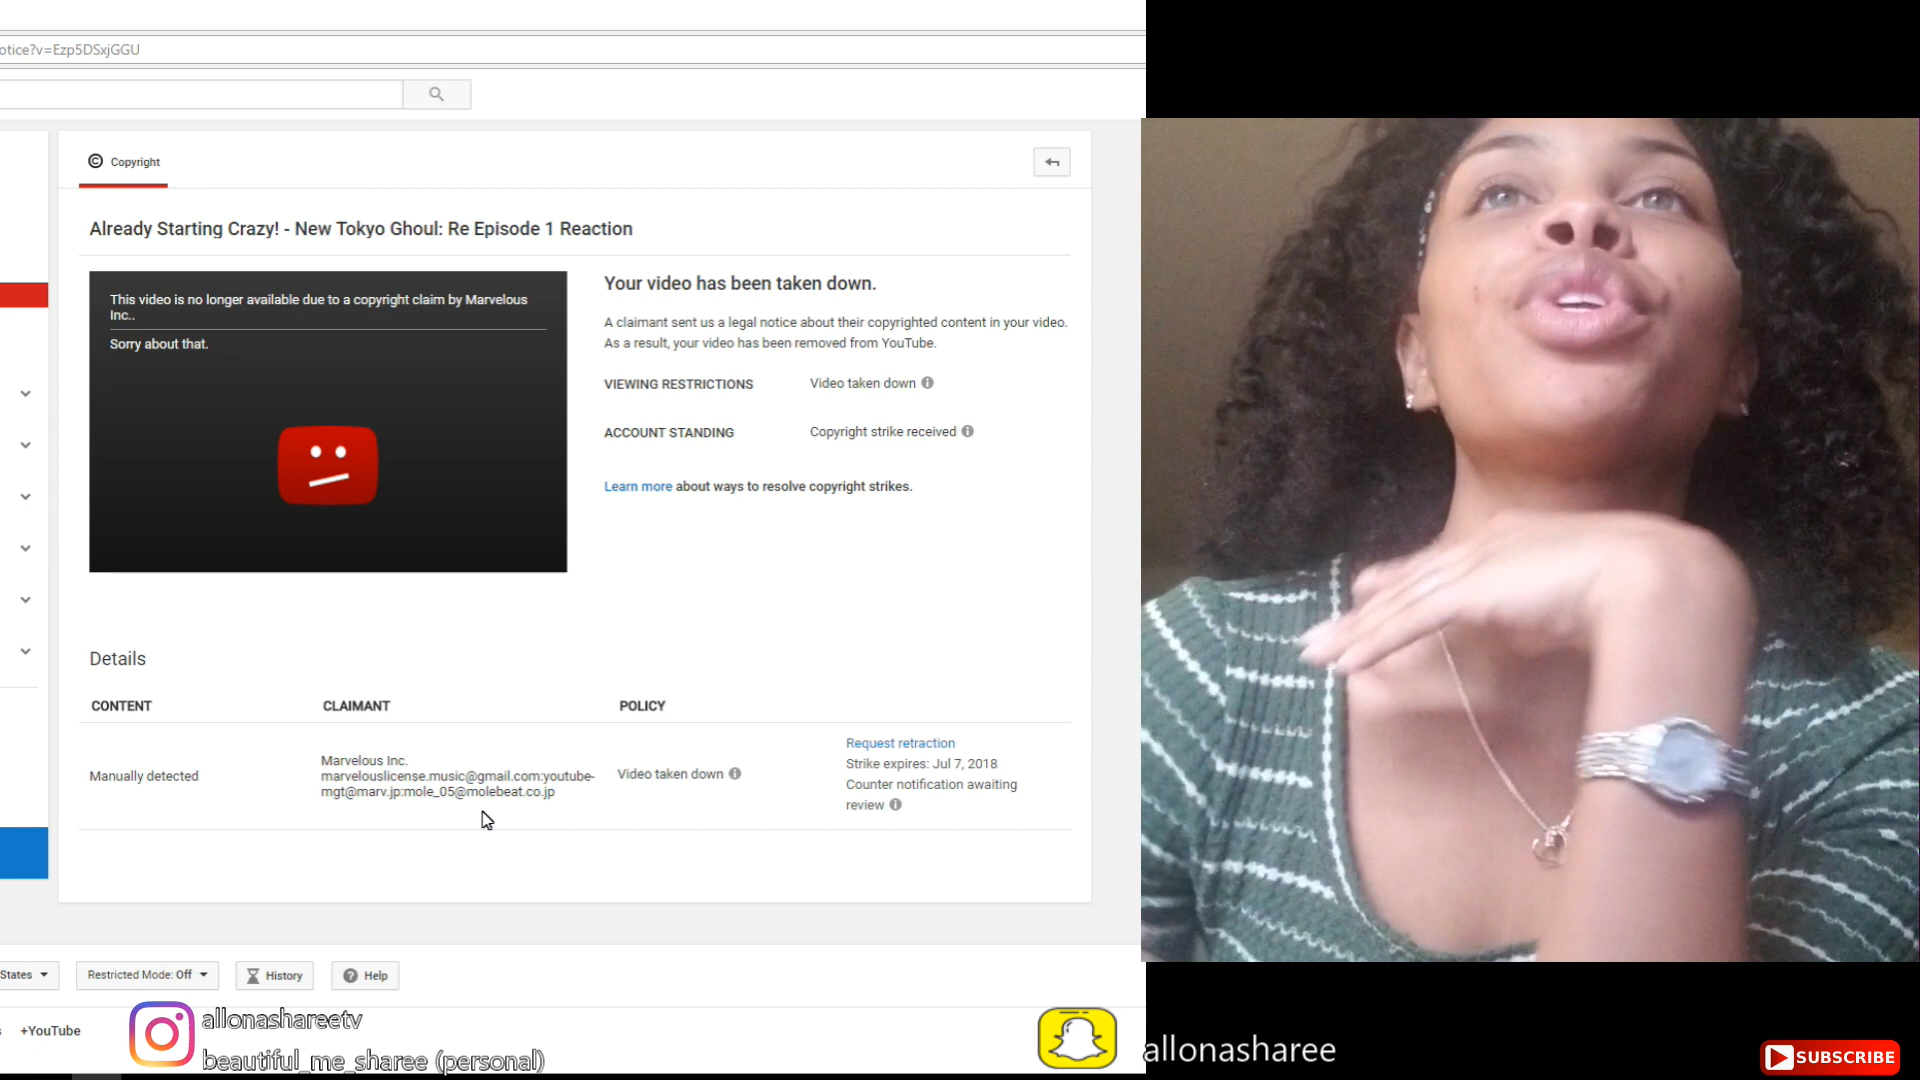 otice?v=Ezp5DSxjGGU
Copyright
Already Starting Crazy! - New Tokyo Ghoul: Re Episode 1 Reaction
This video is no longer available due to a copyright claim by Marvelous
Inc..
Sorry about that.
Your video has been taken down.
A claimant sent us a legal notice about their copyrighted content in your video.
As a result, your video has been removed from YouTube.
VIEWING RESTRICTIONS Video taken down
ACCOUNT STANDING Copyright strike received
Learn more about ways to resolve copyright strikes.
Details
CONTENT CLAIMANT POLICY
Manually detected
Marvelous Inc.
marvelouslicense.music@gmail.com:youtube-
mgt@marv.jp:mole_05@molebeat.co.jp
Video taken down
Request retraction
Strike expires: Jul 7, 2018
Counter notification awaiting
review
States Restricted Mode: Off History Help
s +YouTube
allonashareetv
beautiful_me_sharee (personal)
allonasharee
SUBSCRIBE